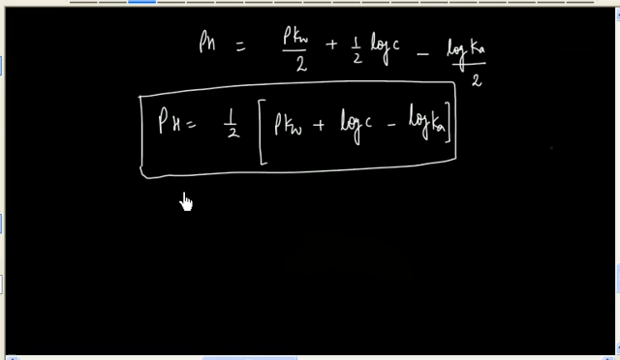 PH = PKw/2 + 1/2 log c - log Ka/2
PH = 1/2 [PKw + log c - log Ka]